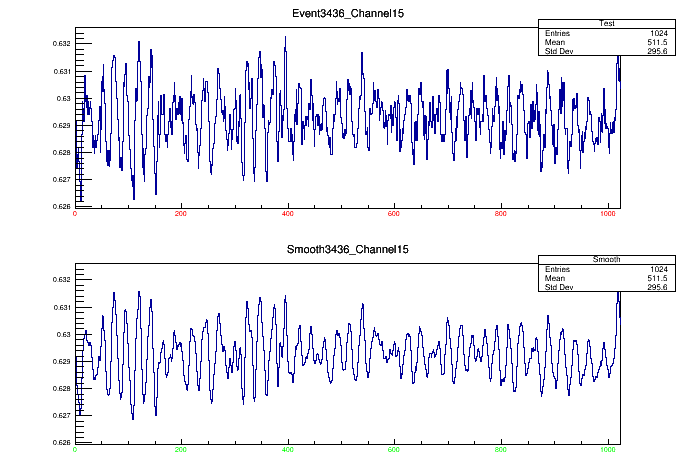 Event3436_Channel15
Test
Entries 1024
Mean 511.5
Std Dev 295.6
0.632
0.631
0.63
0.629
0.628
0.627
0.626
0 200 400 600 800 1000
Smooth3436_Channel15
Smooth
Entries 1024
Mean 511.5
Std Dev 295.6
0.632
0.631
0.63
0.629
0.628
0.627
0.626
0 200 400 600 800 1000